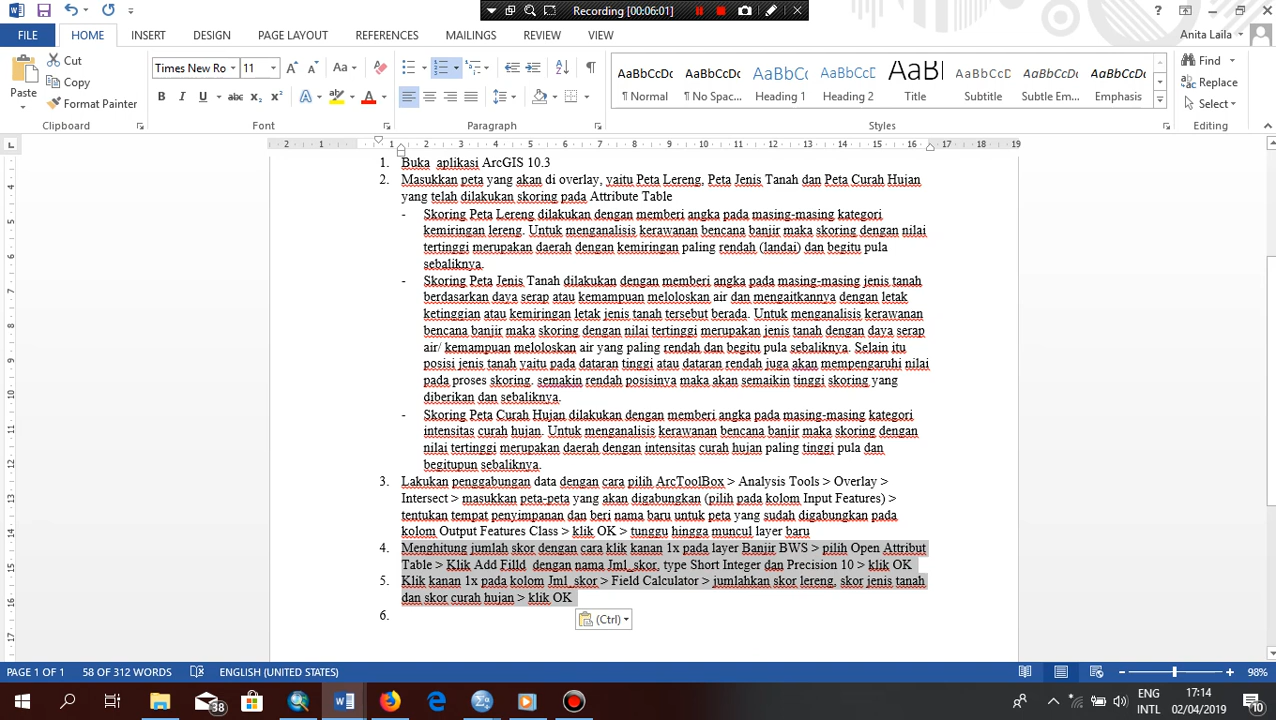 Recording [00:06:01]
FILE
HOME
INSERT
DESIGN
PAGE LAYOUT
REFERENCES
MAILINGS
REVIEW
VIEW
Anita Laila
Paste
Cut
Copy
Format Painter
Clipboard
Times New Ro
11
Font
Paragraph
AaBbCcDc
¶ Normal
AaBbCcDc
¶ No Spac...
AaBbCc
Heading 1
AaBbCcC
Heading 2
AaBl
Title
AaBbCcC
Subtitle
AaBbCcDc
Subtle Em...
AaBbCcDc
Emphasis
Styles
Find
Replace
Select
Editing
1. Buka aplikasi ArcGIS 10.3
2. Masukkan peta yang akan di overlay, yaitu Peta Lereng, Peta Jenis Tanah dan Peta Curah Hujan
yang telah dilakukan skoring pada Attribute Table
- Skoring Peta Lereng dilakukan dengan memberi angka pada masing-masing kategori
kemiringan lereng. Untuk menganalisis kerawanan bencana banjir maka skoring dengan nilai
tertinggi merupakan daerah dengan kemiringan paling rendah (landai) dan begitu pula
sebaliknya.
- Skoring Peta Jenis Tanah dilakukan dengan memberi angka pada masing-masing jenis tanah
berdasarkan daya serap atau kemampuan meloloskan air dan mengaitkannya dengan letak
ketinggian atau kemiringan letak jenis tanah tersebut berada. Untuk menganalisis kerawanan
bencana banjir maka skoring dengan nilai tertinggi merupakan jenis tanah dengan daya serap
air/ kemampuan meloloskan air yang paling rendah dan begitu pula sebaliknya. Selain itu
posisi jenis tanah yaitu pada dataran tinggi atau dataran rendah juga akan mempengaruhi nilai
pada proses skoring. semakin rendah posisinya maka akan semaikin tinggi skoring yang
diberikan dan sebaliknya.
- Skoring Peta Curah Hujan dilakukan dengan memberi angka pada masing-masing kategori
intensitas curah hujan. Untuk menganalisis kerawanan bencana banjir maka skoring dengan
nilai tertinggi merupakan daerah dengan intensitas curah hujan paling tinggi pula dan
begitupun sebaliknya.
3. Lakukan penggabungan data dengan cara pilih ArcToolBox > Analysis Tools > Overlay >
Intersect > masukkan peta-peta yang akan digabungkan (pilih pada kolom Input Features) >
tentukan tempat penyimpanan dan beri nama baru untuk peta yang sudah digabungkan pada
kolom Output Features Class > klik OK > tunggu hingga muncul layer baru
4. Menghitung jumlah skor dengan cara klik kanan 1x pada layer Banjir BWS > pilih Open Attribut
Table > Klik Add Filld dengan nama Jml_skor, type Short Integer dan Precision 10 > klik OK
5. Klik kanan 1x pada kolom Jml_skor > Field Calculator > jumlahkan skor lereng, skor jenis tanah
dan skor curah hujan > klik OK
6.
(Ctrl)
PAGE 1 OF 1
58 OF 312 WORDS
ENGLISH (UNITED STATES)
98%
38
ENG
INTL
17:14
02/04/2019
10